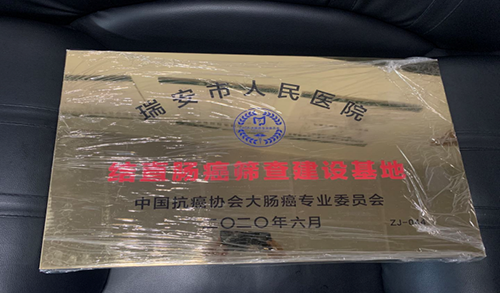 瑞安市人民医院
结直肠癌筛查建设基地
中国抗癌协会大肠癌专业委员会
二〇二〇年六月